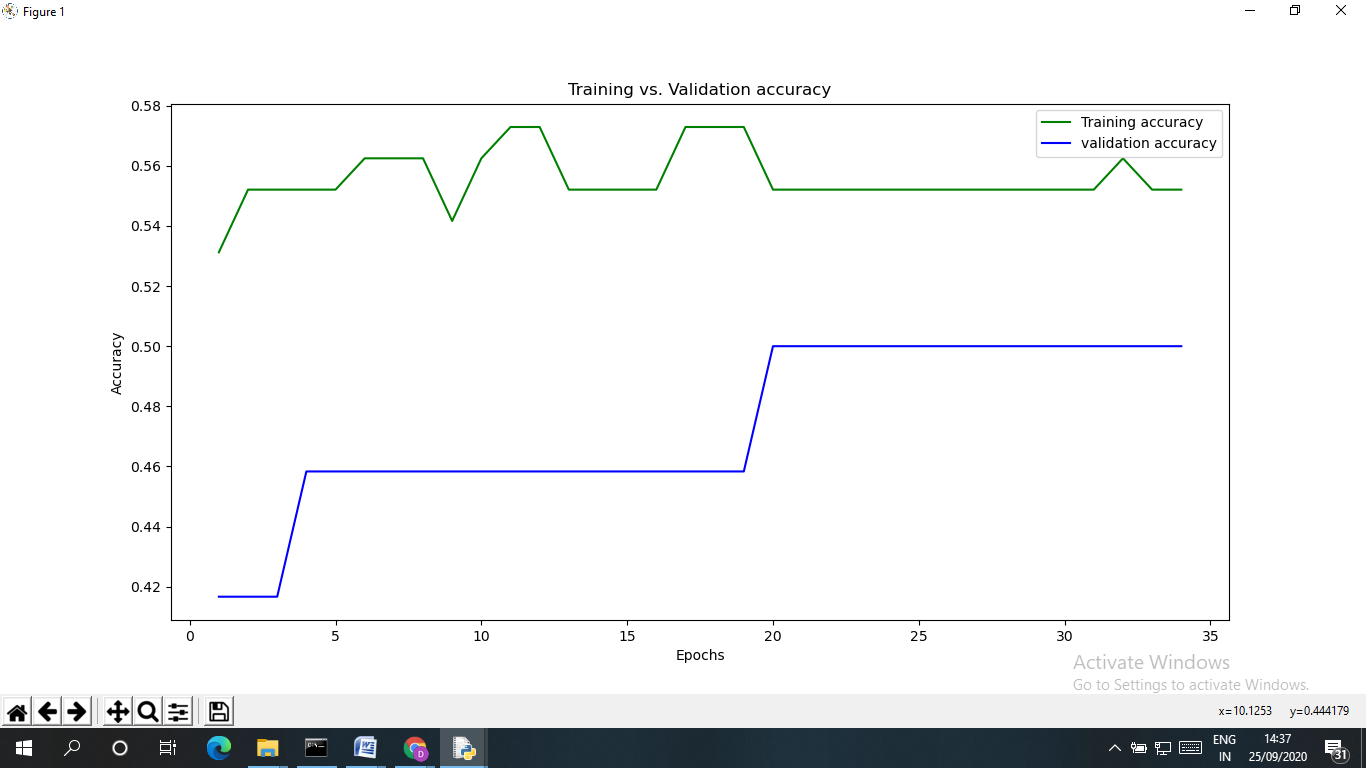 Figure 1
Training vs. Validation accuracy
Training accuracy
validation accuracy
0.58
0.56
0.54
0.52
0.50
0.48
0.46
0.44
0.42
Accuracy
0 5 10 15 20 25 30 35
Epochs
Activate Windows
Go to Settings to activate Windows.
x=10.1253 y=0.444179
ENG
IN
14:37
25/09/2020
31